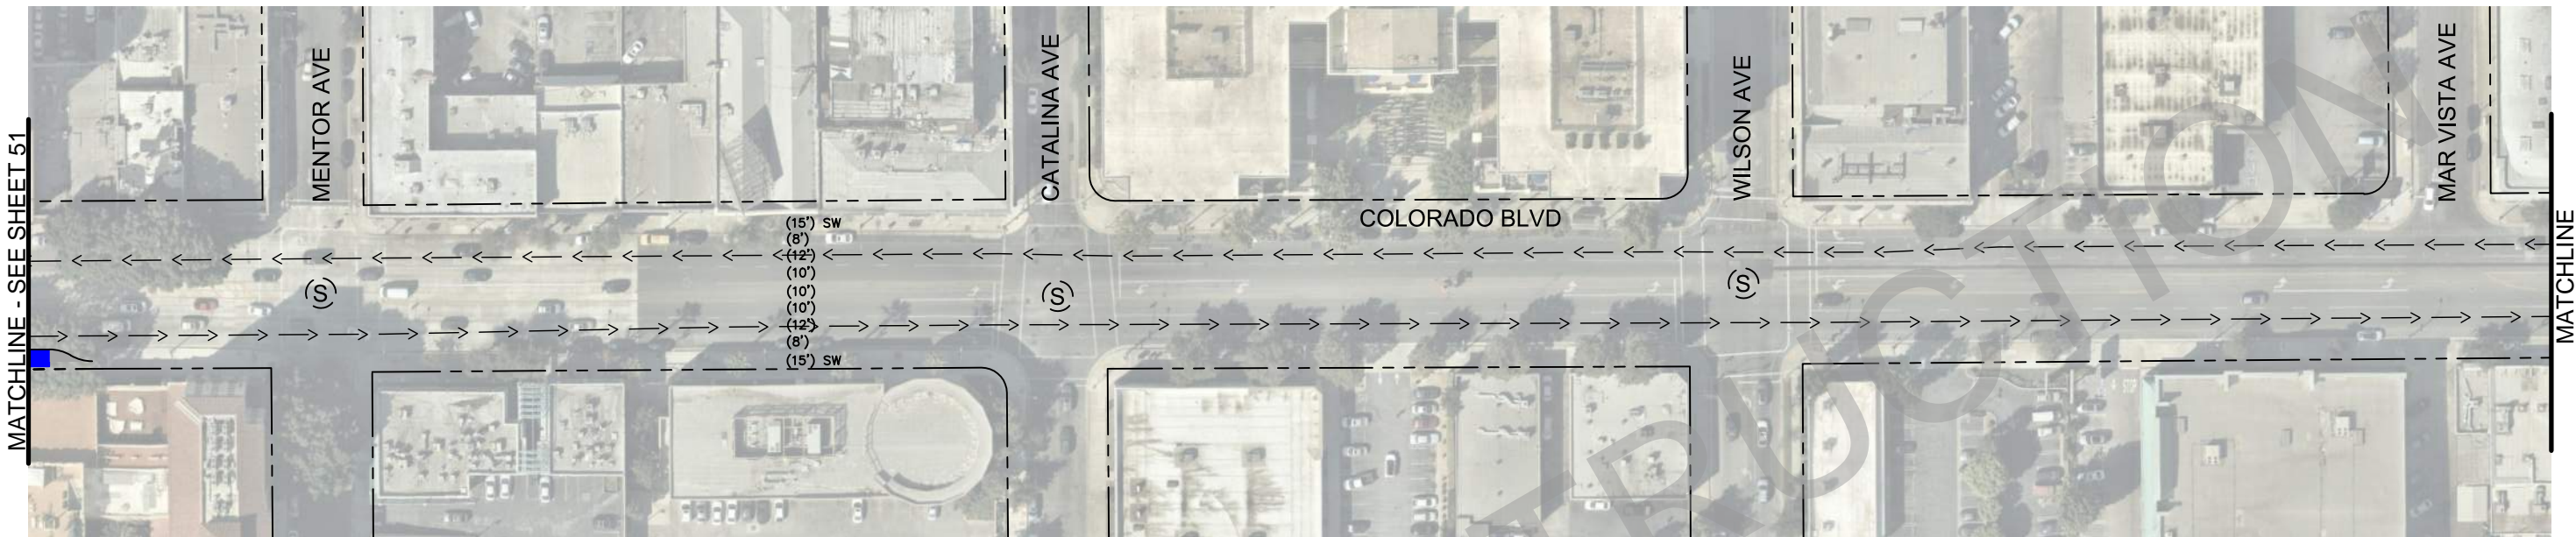 MATCHLINE - SEE SHEET 51
MENTOR AVE
CATALINA AVE
WILSON AVE
MAR VISTA AVE
MATCHLINE
COLORADO BLVD
(15') SW
(8')
(12')
(10')
(10')
(10')
(12')
(8')
(15') SW
S
S
S
TRUCTION